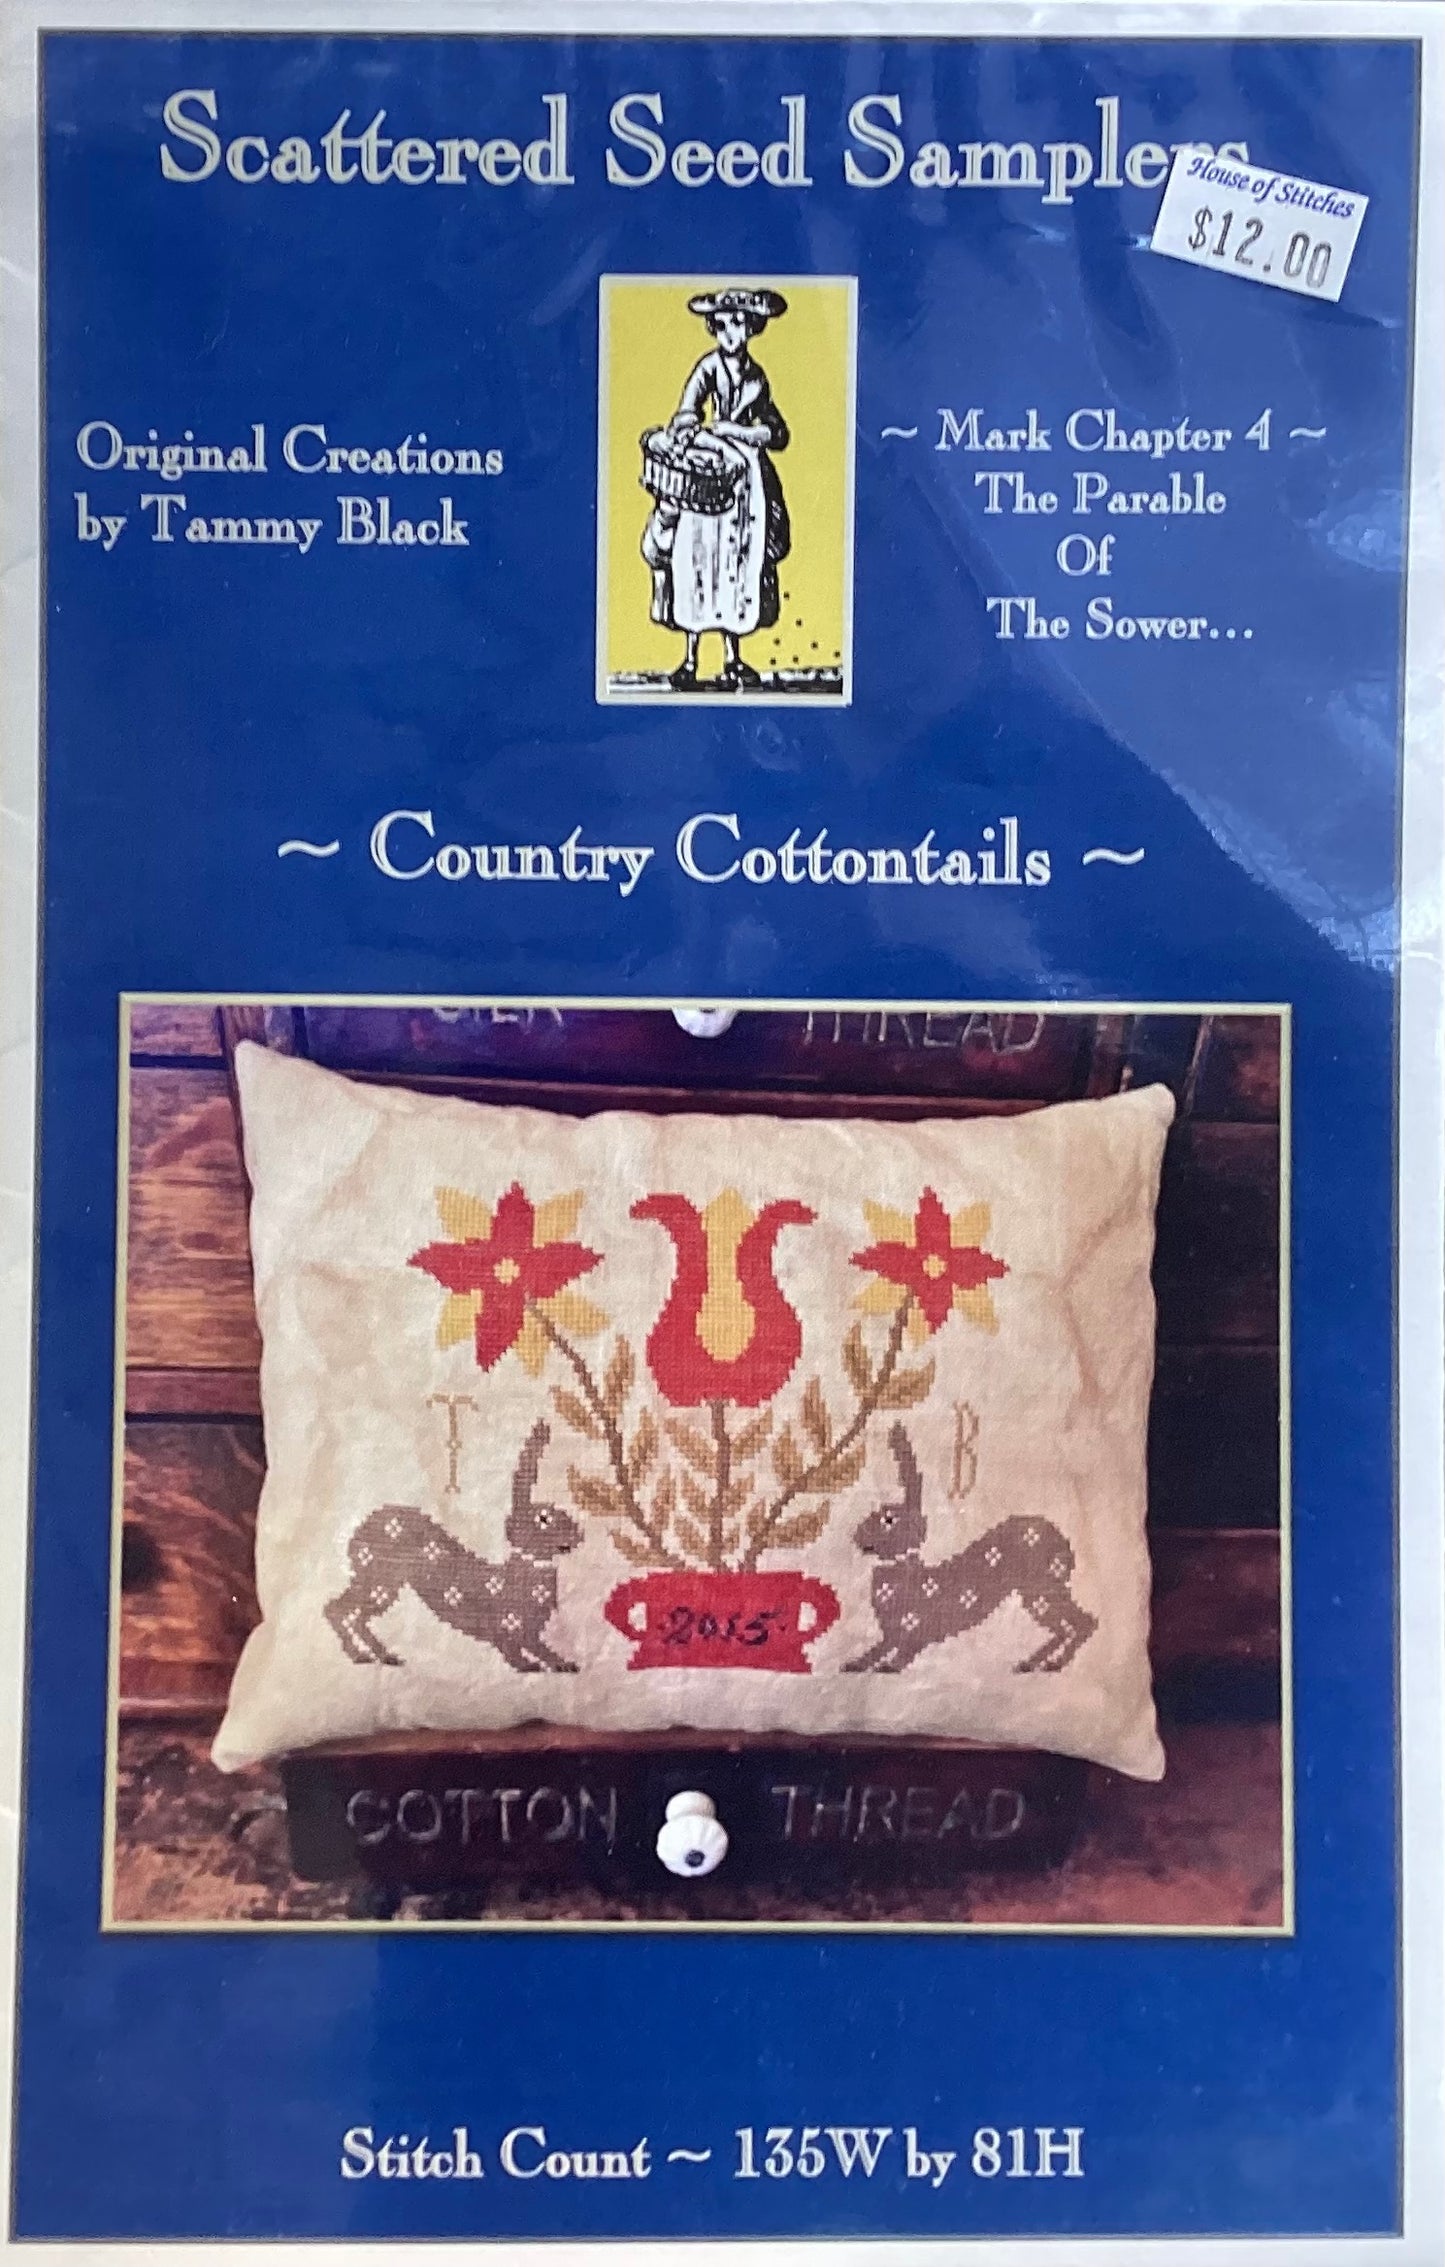 Scattered Seed Samplers
House of Stitches
$12.00
Original Creations
by Tammy Black
~ Mark Chapter 4 ~
The Parable
Of
The Sower...
~ Country Cottontails ~
THREAD
T B
2015
COTTON THREAD
Stitch Count ~ 135W by 81H